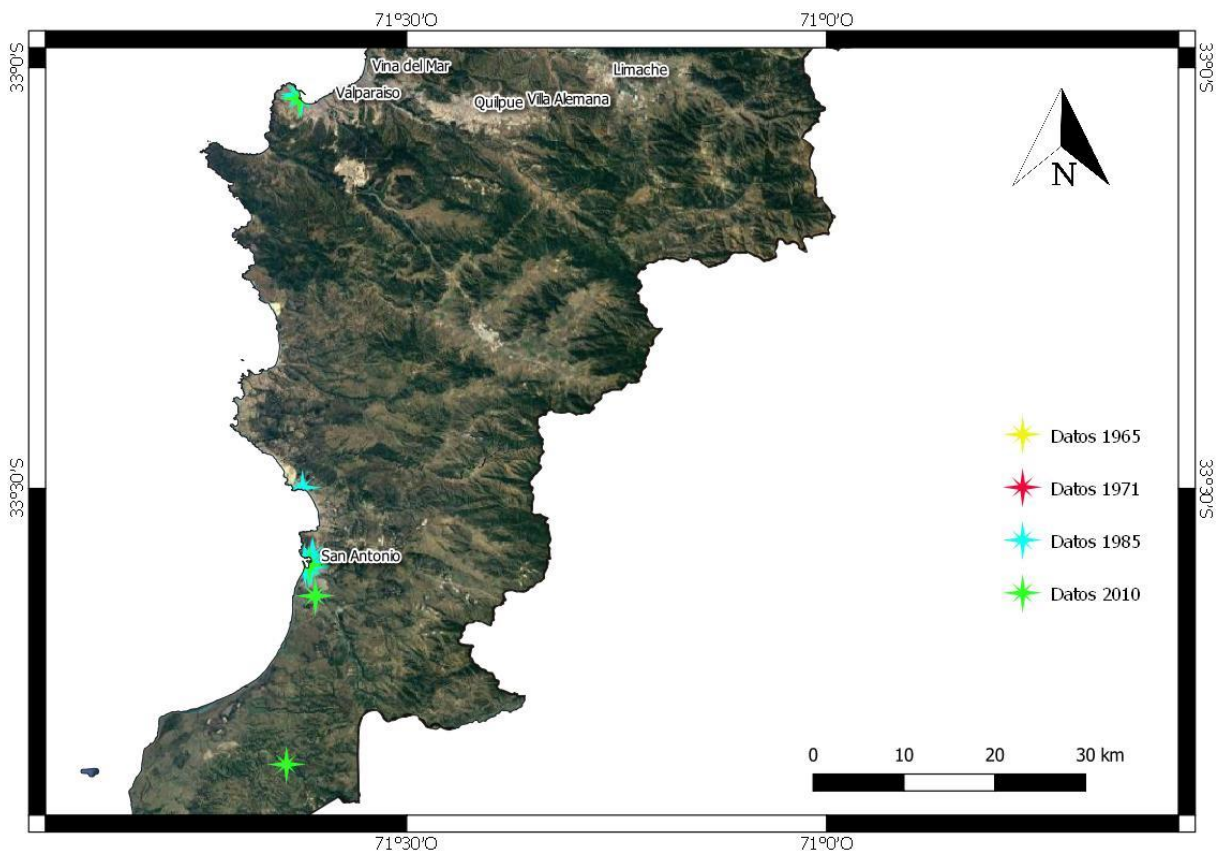 71°30'O
71°0'O
33°0'S
33°0'S
Vina del Mar
Limache
Valparaiso
Quilpue
Villa Alemana
N
Datos 1965
33°30'S
33°30'S
Datos 1971
San Antonio
Datos 1985
Datos 2010
0 10 20 30 km
71°30'O
71°0'O